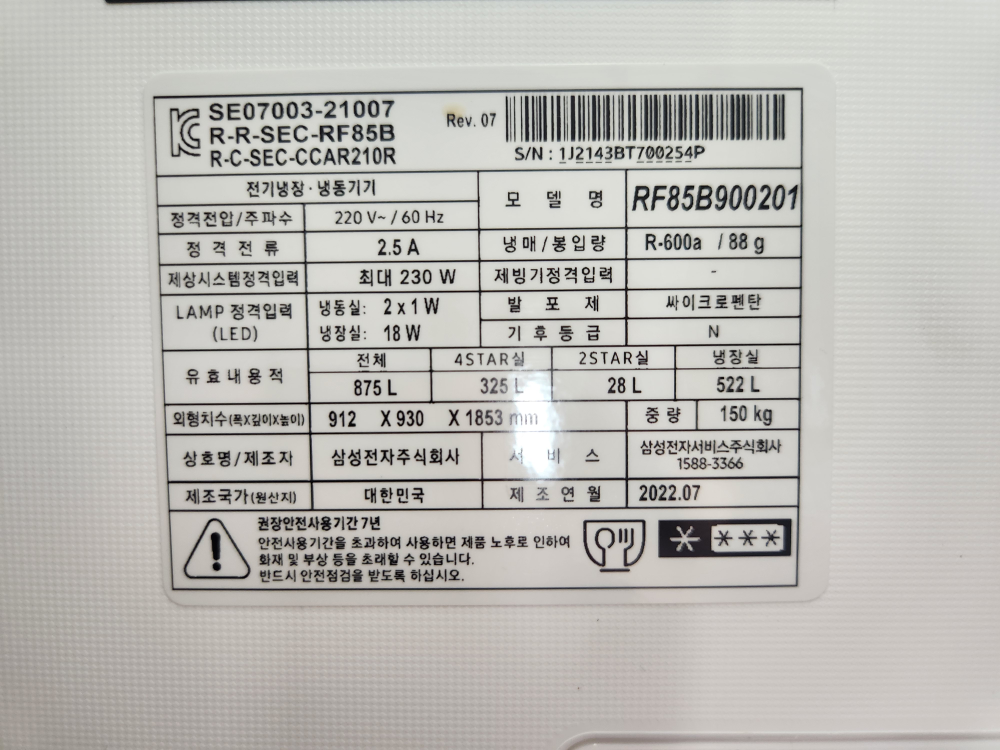 SE07003-21007
R-R-SEC-RF85B
R-C-SEC-CCAR210R
Rev. 07
S/N : 1J2143BT700254P
전기냉장 · 냉동기기
모 델 명 RF85B900201
정격전압/주파수 220 V~ / 60 Hz
정 격 전 류 2.5 A
냉매/봉입량 R-600a / 88 g
제상시스템정격입력 최대 230 W
제빙기정격입력 -
LAMP 정격입력 (LED)
냉동실: 2 x 1 W
냉장실: 18 W
발 포 제 싸이크로펜탄
기 후 등 급 N
유 효 내 용 적
전체 4STAR실 2STAR실 냉장실
875 L 325 L 28 L 522 L
외형치수(폭X깊이X높이) 912 X 930 X 1853 mm 중 량 150 kg
상호명/제조자 삼성전자주식회사
서 비 스 삼성전자서비스주식회사
1588-3366
제조국가(원산지) 대한민국 제 조 연 월 2022.07
권장안전사용기간 7년
안전사용기간을 초과하여 사용하면 제품 노후로 인하여
화재 및 부상 등을 초래할 수 있습니다.
반드시 안전점검을 받도록 하십시오.